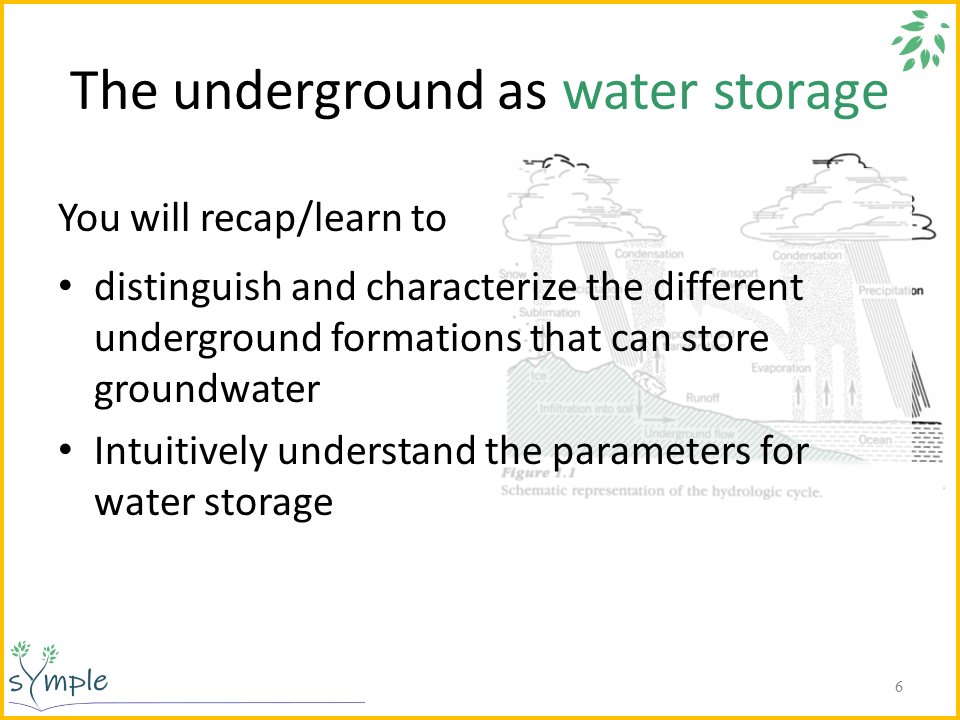 The underground as water storage
You will recap/learn to
• distinguish and characterize the different
underground formations that can store
groundwater
• Intuitively understand the parameters for
water storage
Condensation
Condensation
Snow
Transport
Precipitation
Sublimation
Evaporation
Ice
Runoff
Infiltration into soil
Underground flow
Ocean
Figure 1.1
Schematic representation of the hydrologic cycle.
symple
6